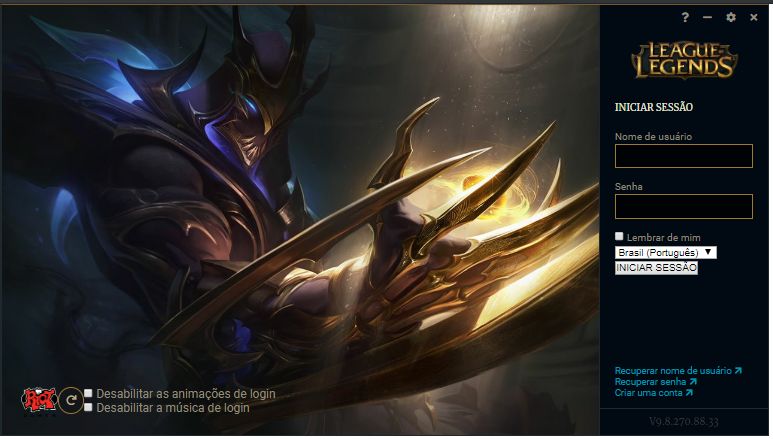 ?
LEAGUE OF
LEGENDS
INICIAR SESSÃO
Nome de usuário
Senha
Lembrar de mim
Brasil (Português)
INICIAR SESSÃO
Recuperar nome de usuário
Recuperar senha
Criar uma conta
V9.8.270.88.33
RIOT
Desabilitar as animações de login
Desabilitar a música de login